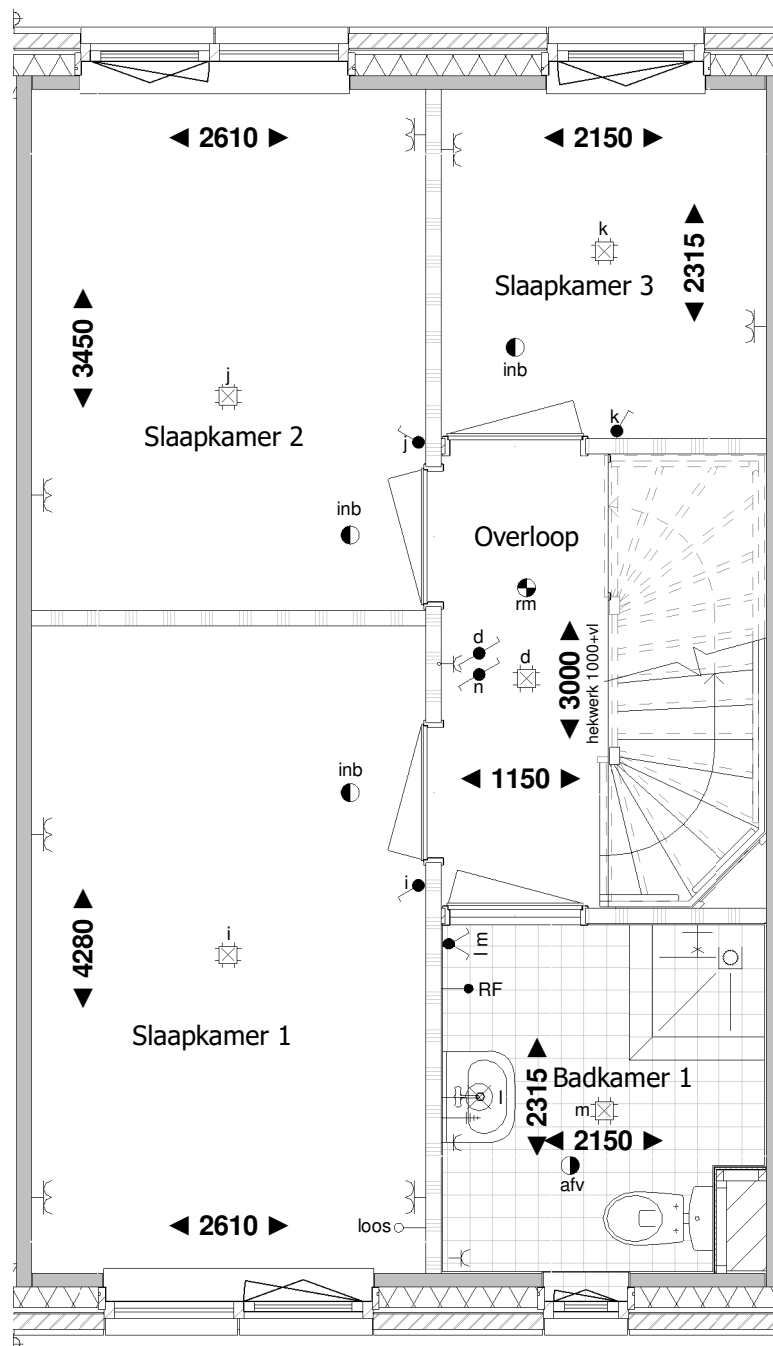 ◄ 2610 ►
◄ 2150 ►
k
◄ 2315 ►
Slaapkamer 3
◄ 3450 ►
inb
j
k
Slaapkamer 2
j
inb
Overloop
rm
d
d
n
◄ 3000 ►
hekwerk 1000+vl
inb
◄ 1150 ►
i
◄ 4280 ►
i
l m
RF
Slaapkamer 1
◄ 2315 ►
Badkamer 1
l
m
◄ 2150 ►
afv
◄ 2610 ►
loos